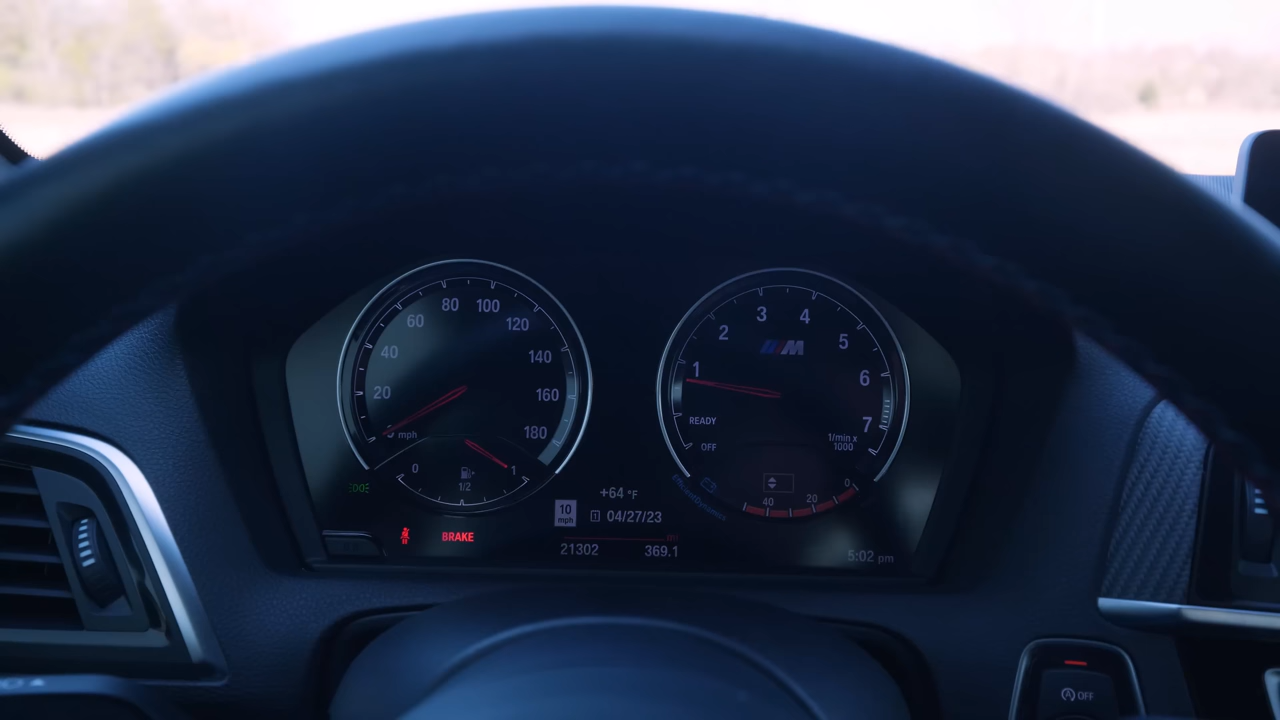 80 100
60 120
40 140
20 160
180
mph
0 1
1/2
3 4
2 5
M
1 6
READY 7
OFF
1/min x
1000
40 20 0
EfficientDynamics
+64 °F
10
mph
04/27/23
BRAKE
mi
21302 369.1
5:02 pm
OFF